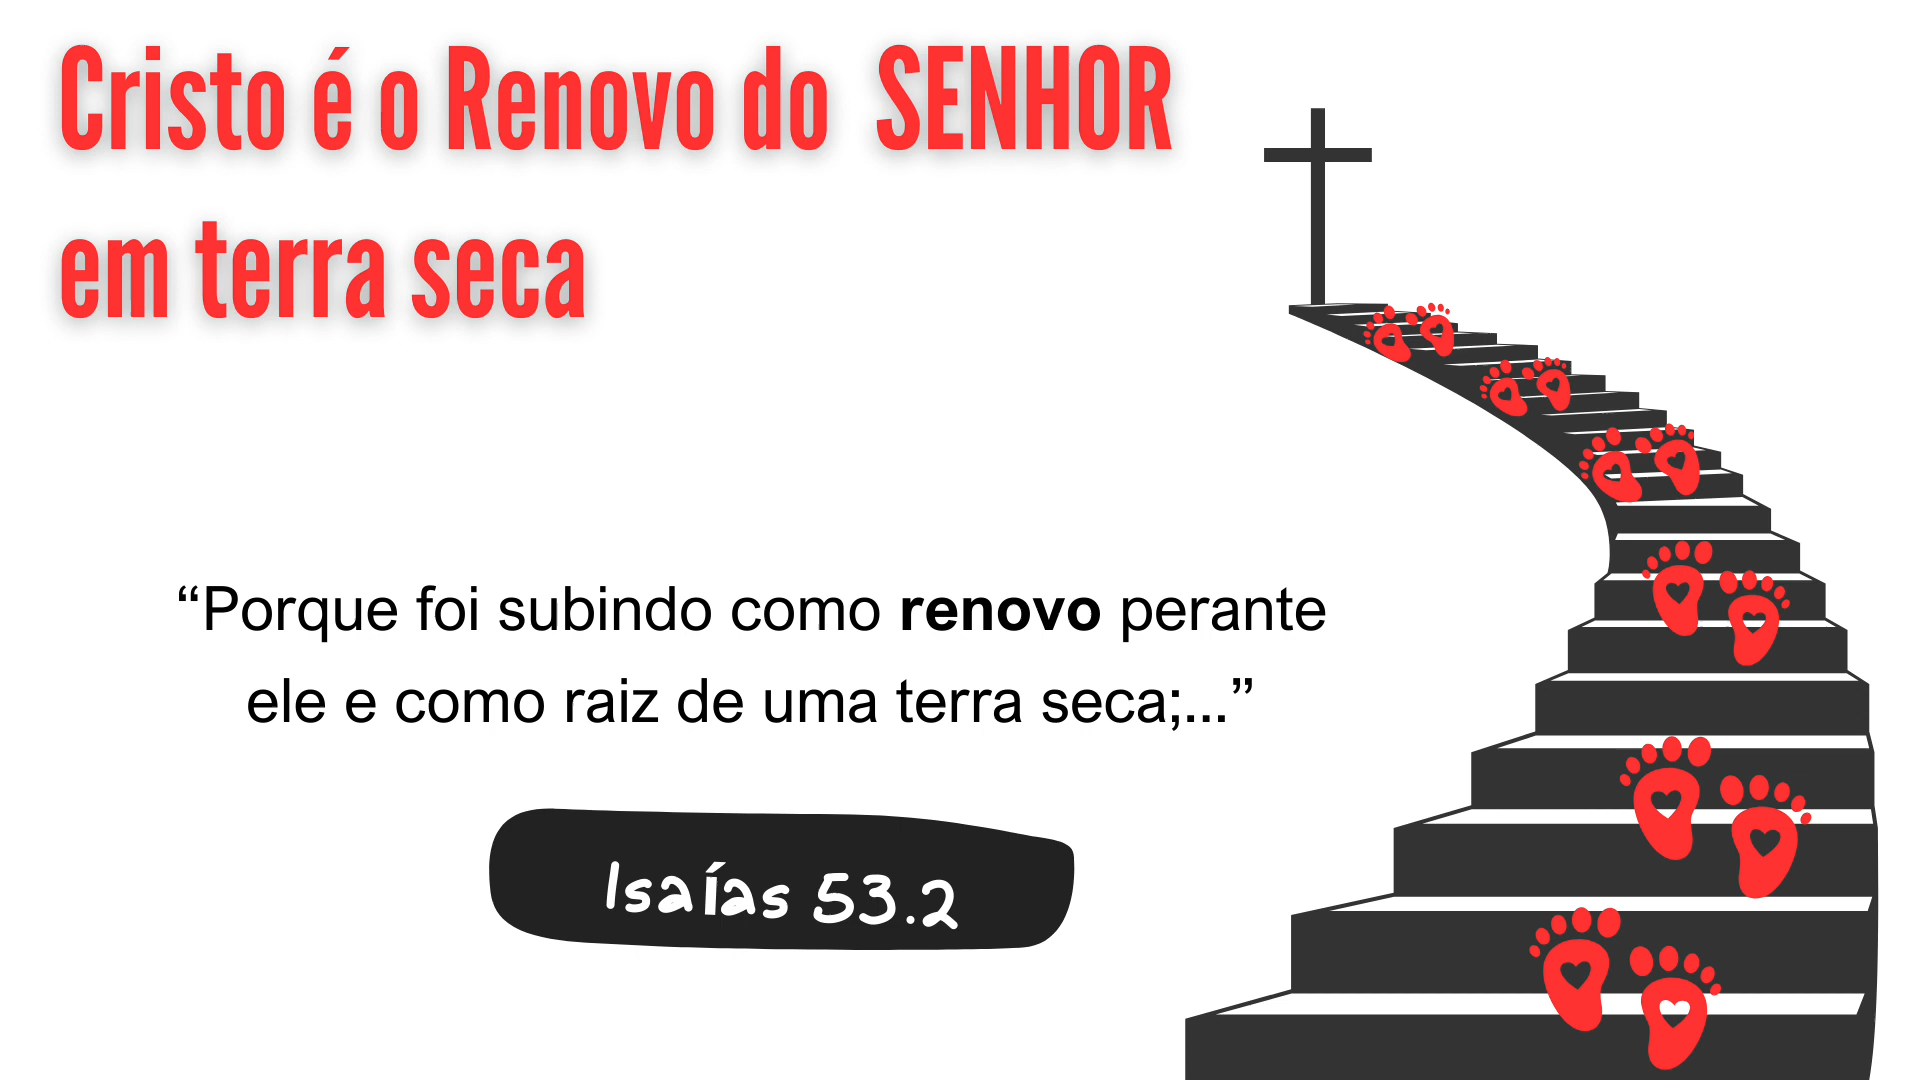 Cristo é o Renovo do SENHOR
em terra seca
“Porque foi subindo como renovo perante
ele e como raiz de uma terra seca;...”
Isaías 53.2